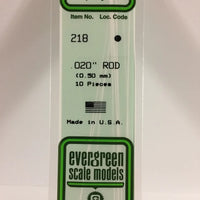 Item No. Loc. Code
218
.020" ROD
(0.50 mm)
10 Pieces
Made in U.S.A.
evergreen
scale models